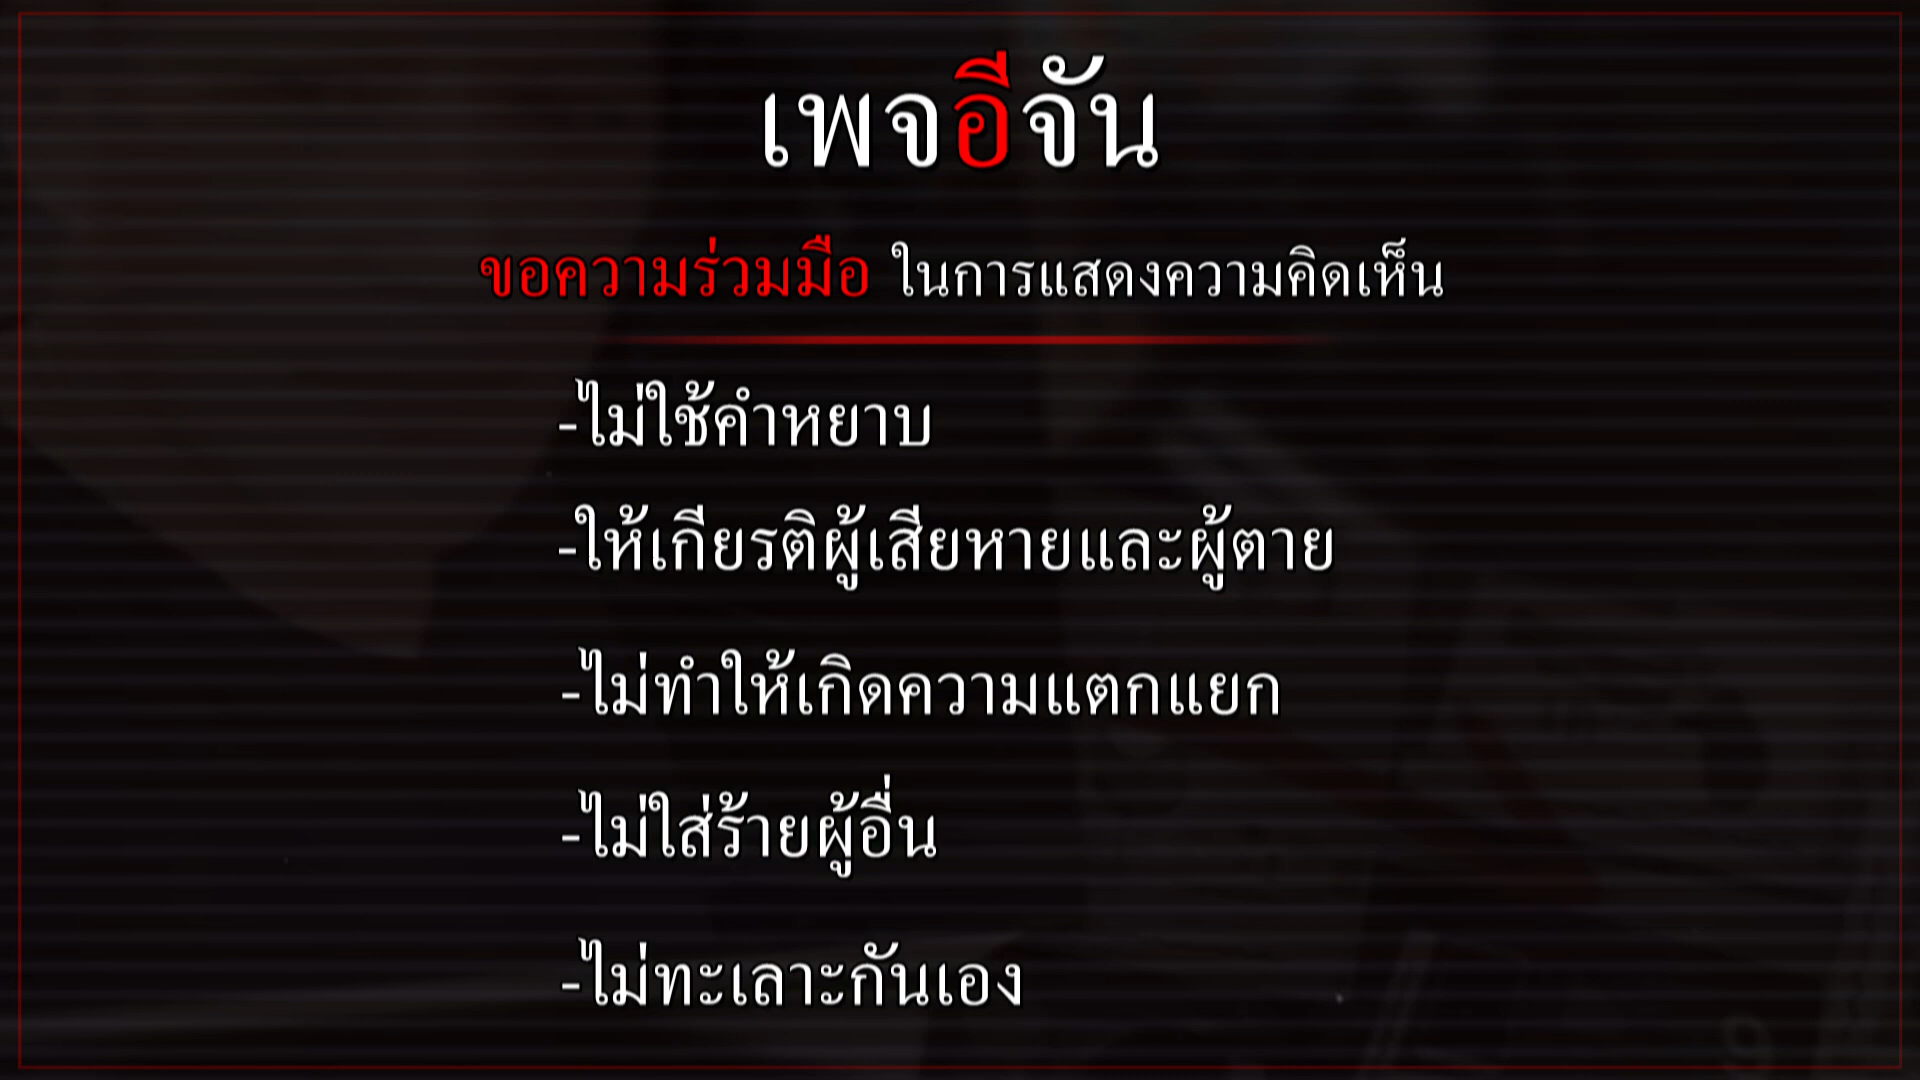 เพจอีจัน
ขอความร่วมมือ ในการแสดงความคิดเห็น
-ไม่ใช้คำหยาบ
-ให้เกียรติผู้เสียหายและผู้ตาย
-ไม่ทำให้เกิดความแตกแยก
-ไม่ใส่ร้ายผู้อื่น
-ไม่ทะเลาะกันเอง